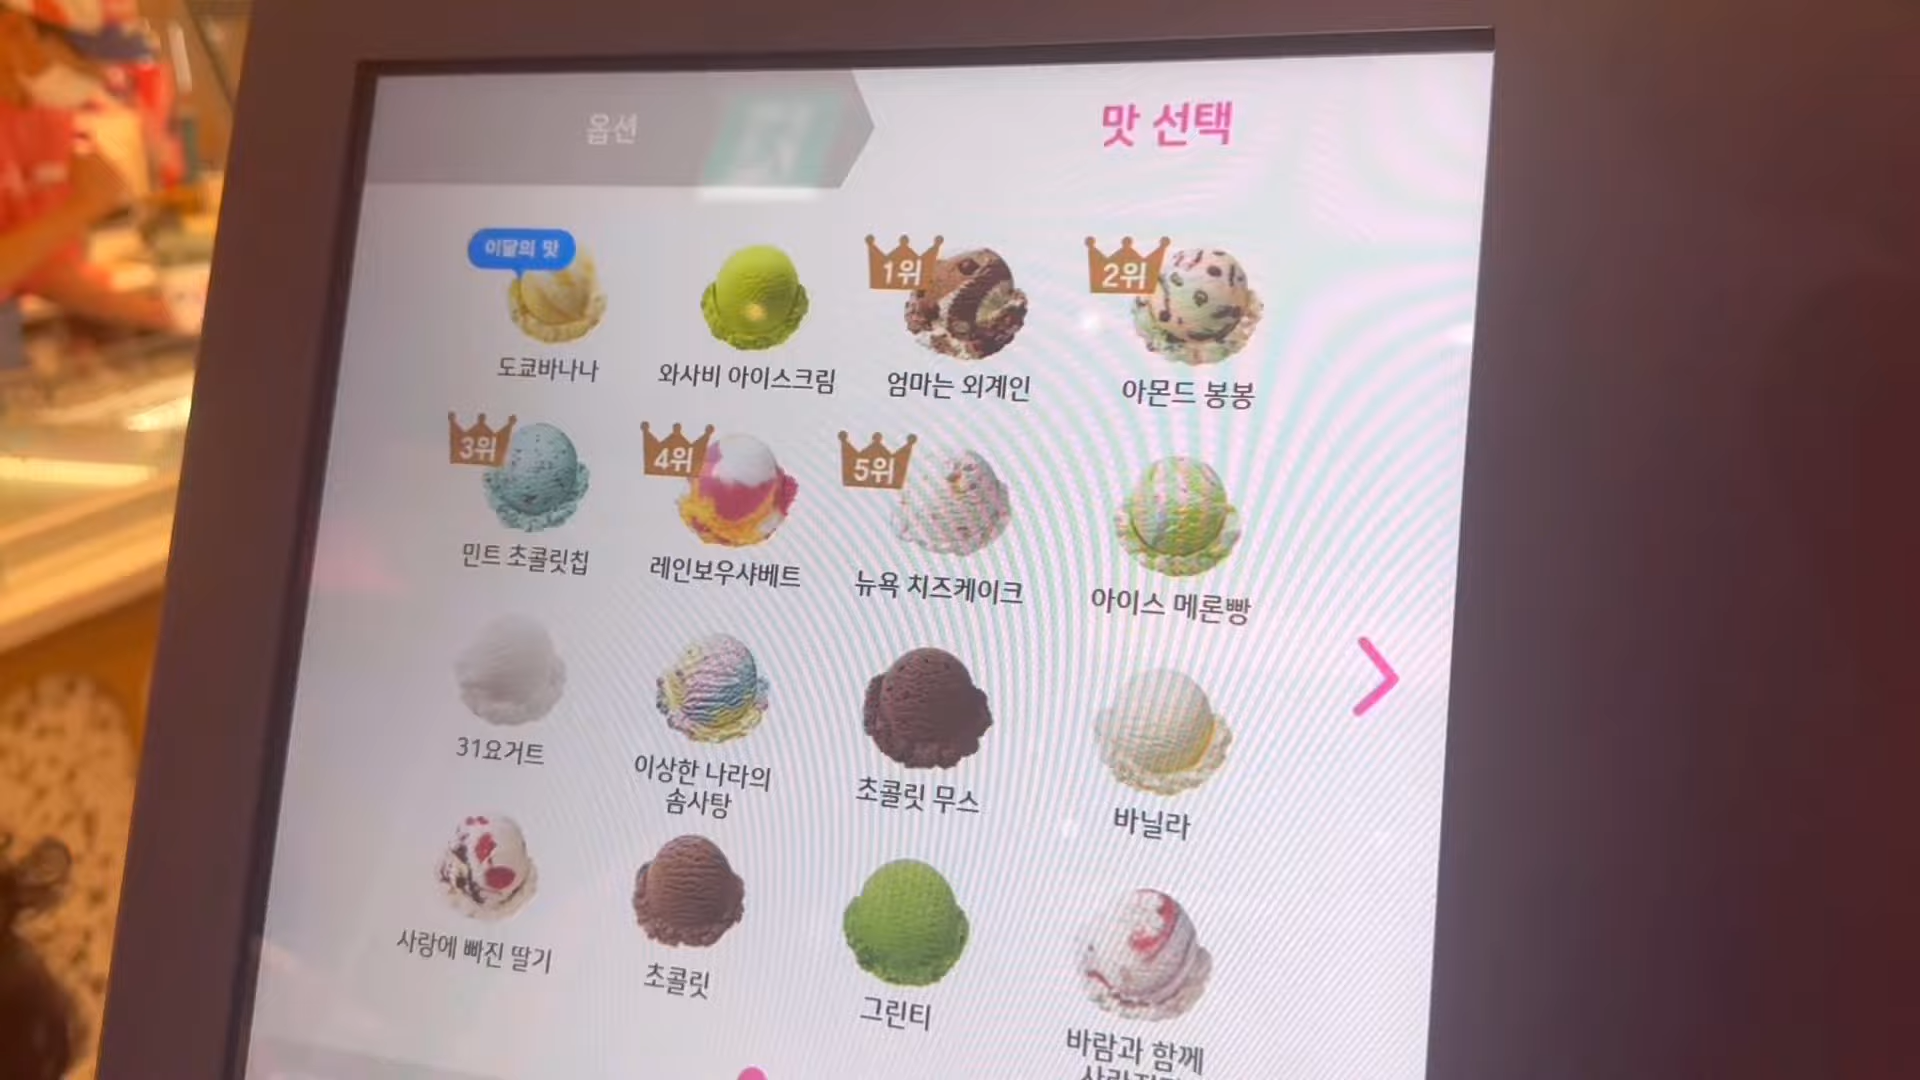 옵션
맛 선택
이달의 맛
도쿄바나나
와사비 아이스크림
1위
엄마는 외계인
2위
아몬드 봉봉
3위
민트 초콜릿칩
4위
레인보우샤베트
5위
뉴욕 치즈케이크
아이스 메론빵
31요거트
이상한 나라의
솜사탕
초콜릿 무스
바닐라
사랑에 빠진 딸기
초콜릿
그린티
바람과 함께